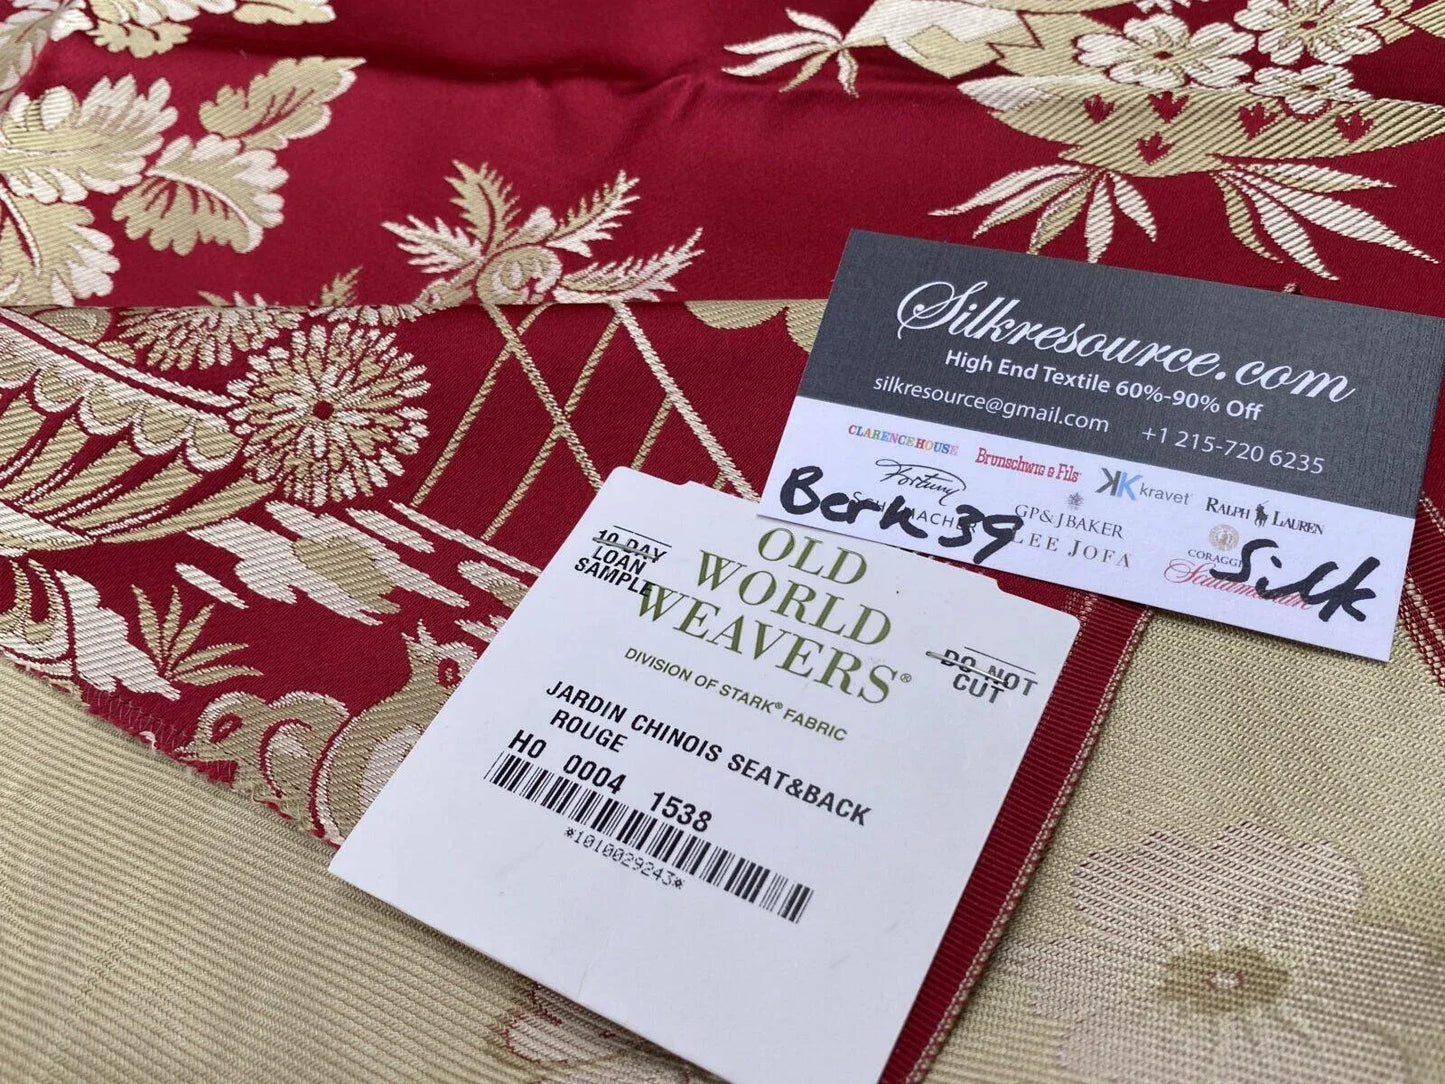 Silkresource.com
High End Textile 60%-90% Off
silkresource@gmail.com +1 215-720 6235
CLARENCE HOUSE Brunschwig & Fils KK kravet RALPH LAUREN
Fortuny GP & J BAKER
LEE JOFA
Berk 39 Silk
10-DAY
LOAN
SAMPLE
OLD
WORLD
WEAVERS®
DO NOT
CUT
DIVISION OF STARK® FABRIC
JARDIN CHINOIS SEAT&BACK
ROUGE
H0 0004 1538
*1010029243*